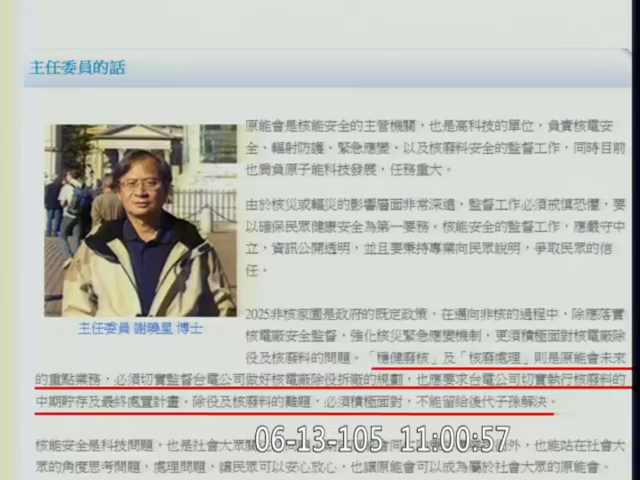 主任委員的話
原能會是核能安全的主管機關，也是高科技的單位，負責核電安
全、輻射防護、緊急應變、以及核廢料安全的監督工作，同時目前
也肩負原子能科技發展，任務重大。
由於核災或輻災的影響層面非常深遠，監督工作必須戒慎恐懼，要
以確保民眾健康安全為第一要務。核能安全的監督工作，應嚴守中
立，資訊公開透明，並且要秉持專業向民眾說明，爭取民眾的信
任。
2025非核家園是政府的既定政策，在邁向非核的過程中，除應落實
核電廠安全監督，強化核災緊急應變機制，更須積極面對核電廠除
役及核廢料的問題。「穩健廢核」及「核廢處理」則是原能會未來
的重點業務，必須切實監督台電公司做好核電廠除役拆廠的規劃，也應要求台電公司切實執行核廢料的
中期貯存及最終處置計畫。除役及核廢料的難題，必須積極面對，不能留給後代子孫解決。
主任委員 謝曉星 博士
核能安全是科技問題，也是社會大眾關
外，也能站在社會大
眾的角度思考問題，處理問題，讓民眾可以安心放心，也讓原能會可以成為屬於社會大眾的原能會。
06-13-105 11:00:57